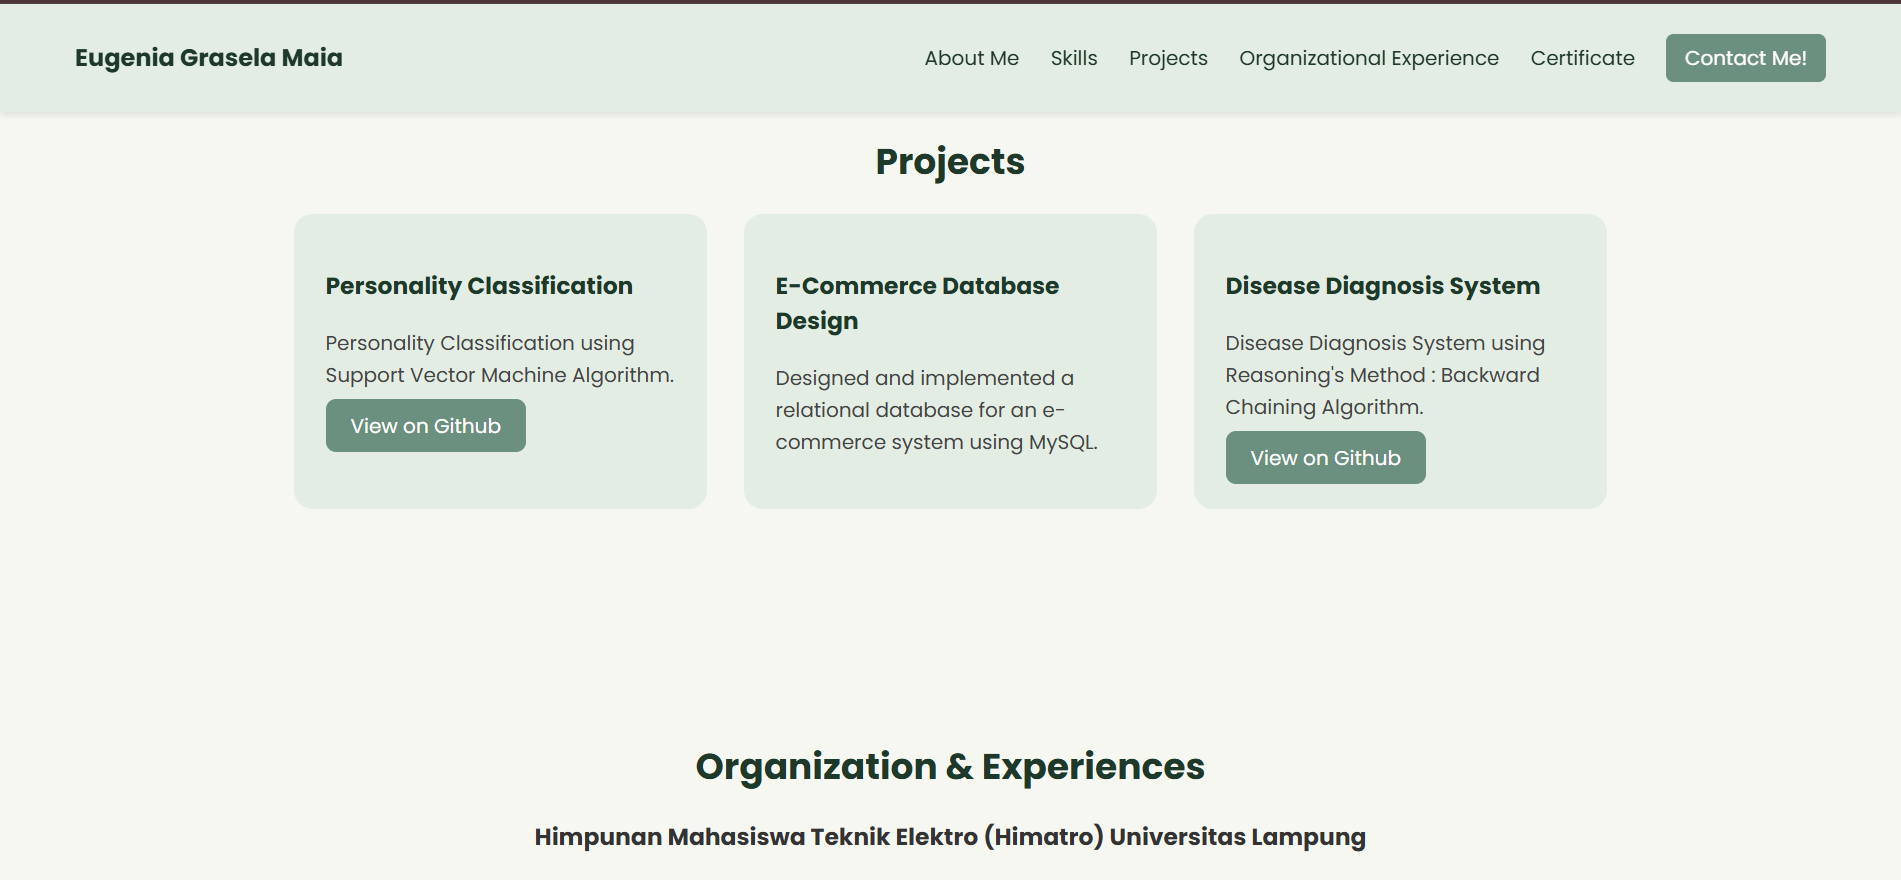 Eugenia Grasela Maia
About Me
Skills
Projects
Organizational Experience
Certificate
Contact Me!
Projects
Personality Classification
Personality Classification using
Support Vector Machine Algorithm.
View on Github
E-Commerce Database
Design
Designed and implemented a
relational database for an e-
commerce system using MySQL.
Disease Diagnosis System
Disease Diagnosis System using
Reasoning's Method : Backward
Chaining Algorithm.
View on Github
Organization & Experiences
Himpunan Mahasiswa Teknik Elektro (Himatro) Universitas Lampung